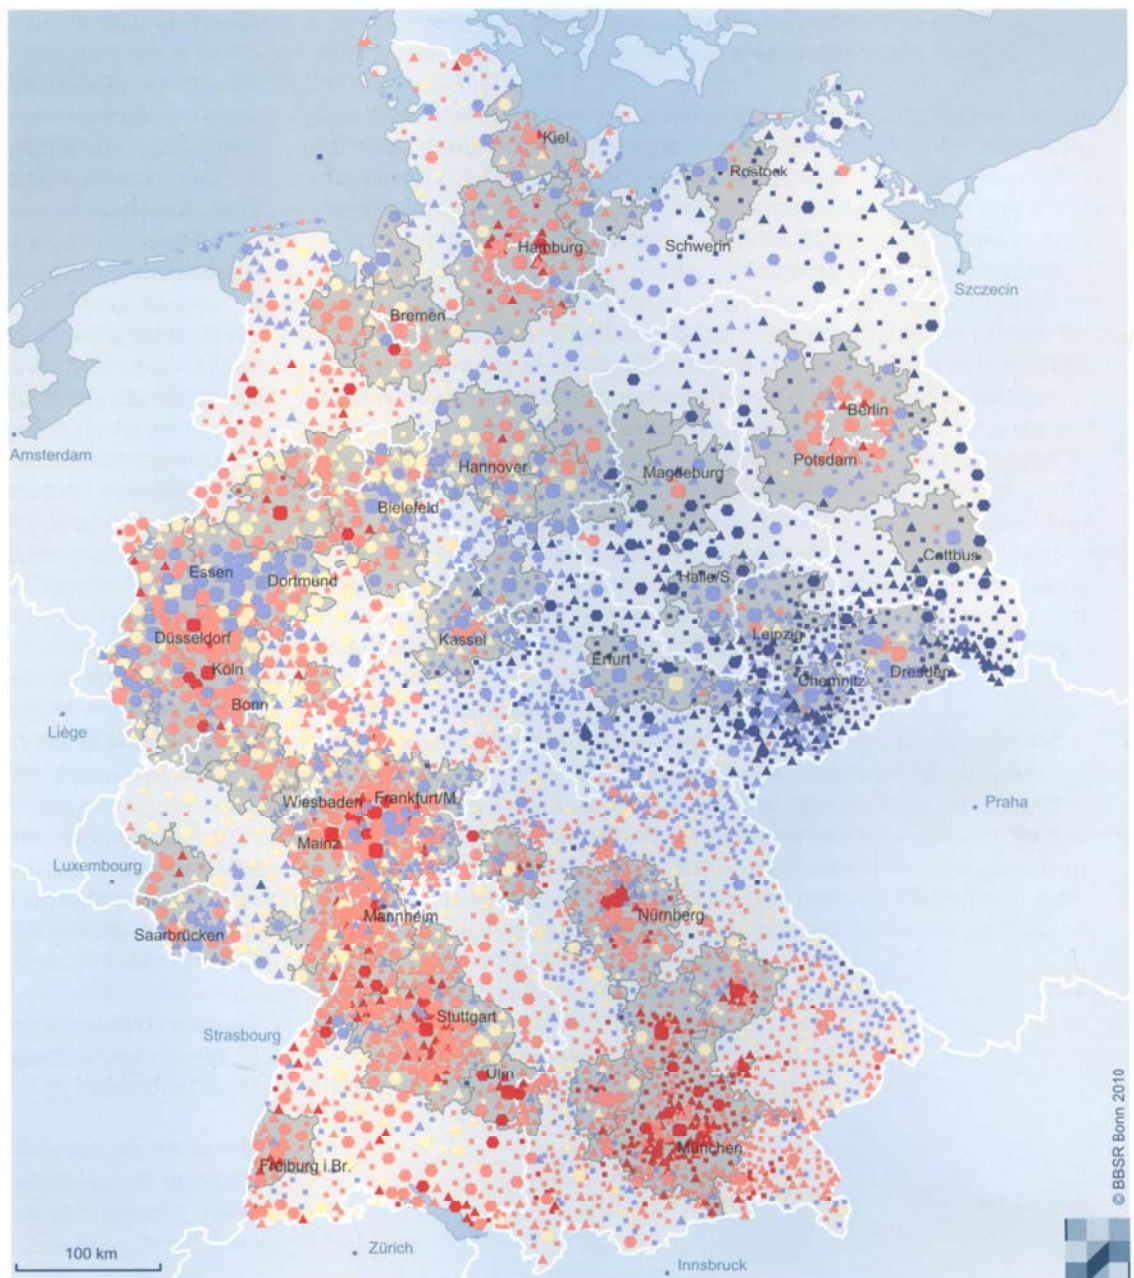 Kiel
Rostock
Hamburg
Schwerin
Szczecin
Bremen
Berlin
Amsterdam
Hannover
Potsdam
Magdeburg
Bielefeld
Cottbus
Essen
Dortmund
Halle/S.
Düsseldorf
Kassel
Leipzig
Köln
Erfurt
Dresden
Chemnitz
Bonn
Liège
Wiesbaden
Frankfurt/M.
Praha
Mainz
Luxembourg
Mannheim
Nürnberg
Saarbrücken
Stuttgart
Strasbourg
Ulm
München
Freiburg i.Br.
Zürich
Innsbruck
100 km
© BBSR Bonn 2010